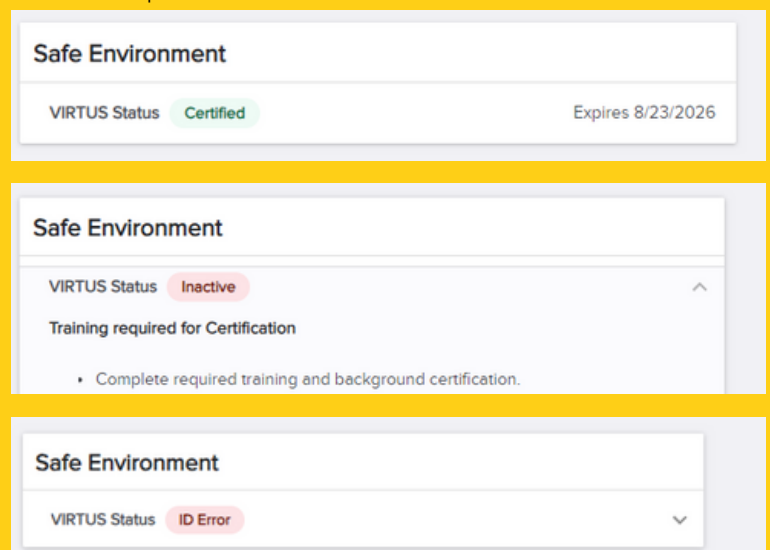 Safe Environment
VIRTUS Status Certified Expires 8/23/2026
Safe Environment
VIRTUS Status Inactive
Training required for Certification
• Complete required training and background certification.
Safe Environment
VIRTUS Status ID Error